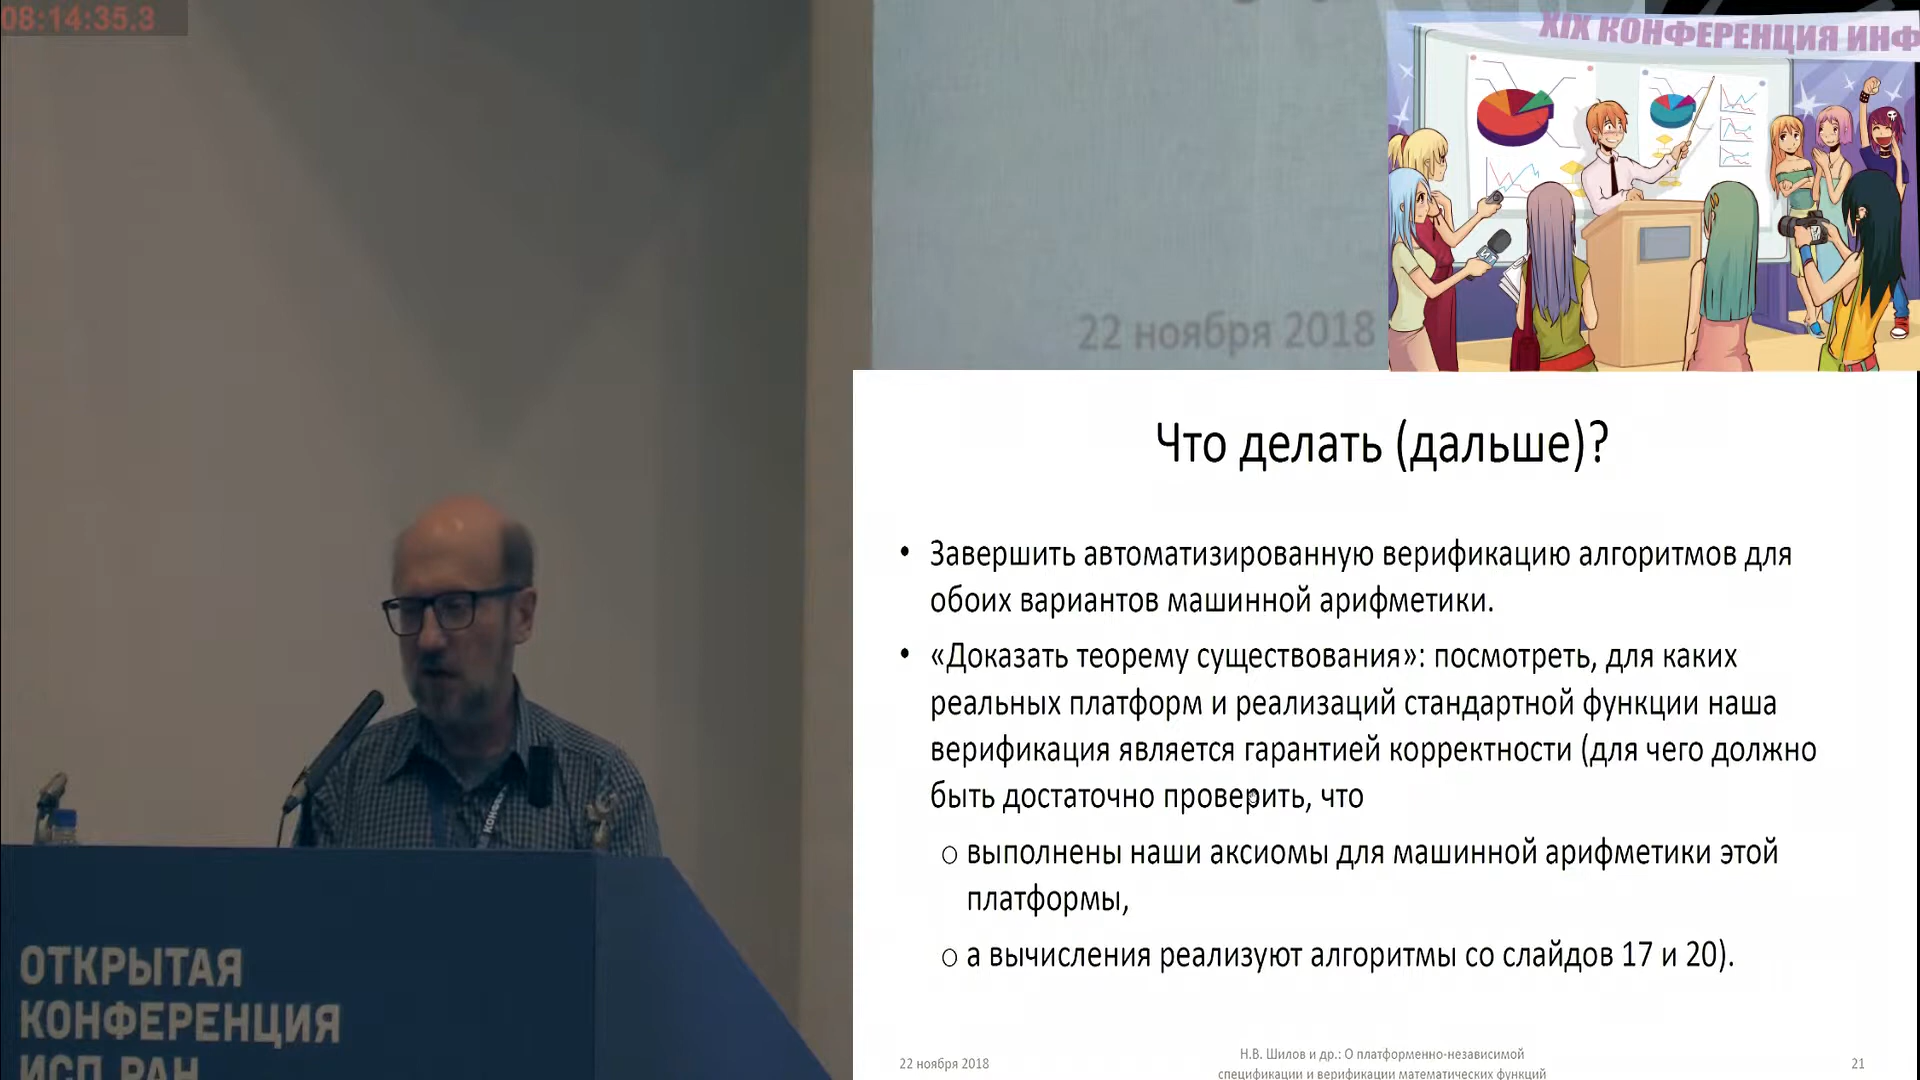 08:14:35.3
XIX КОНФЕРЕНЦИЯ ИНФ
22 ноября 2018
Что делать (дальше)?
• Завершить автоматизированную верификацию алгоритмов для
обоих вариантов машинной арифметики.
• «Доказать теорему существования»: посмотреть, для каких
реальных платформ и реализаций стандартной функции наша
верификация является гарантией корректности (для чего должно
быть достаточно проверить, что
o выполнены наши аксиомы для машинной арифметики этой
платформы,
o а вычисления реализуют алгоритмы со слайдов 17 и 20).
22 ноября 2018
Н.В. Шилов и др.: О платформенно-независимой
спецификации и верификации математических функций
21
ОТКРЫТАЯ
КОНФЕРЕНЦИЯ
ИСП РАН